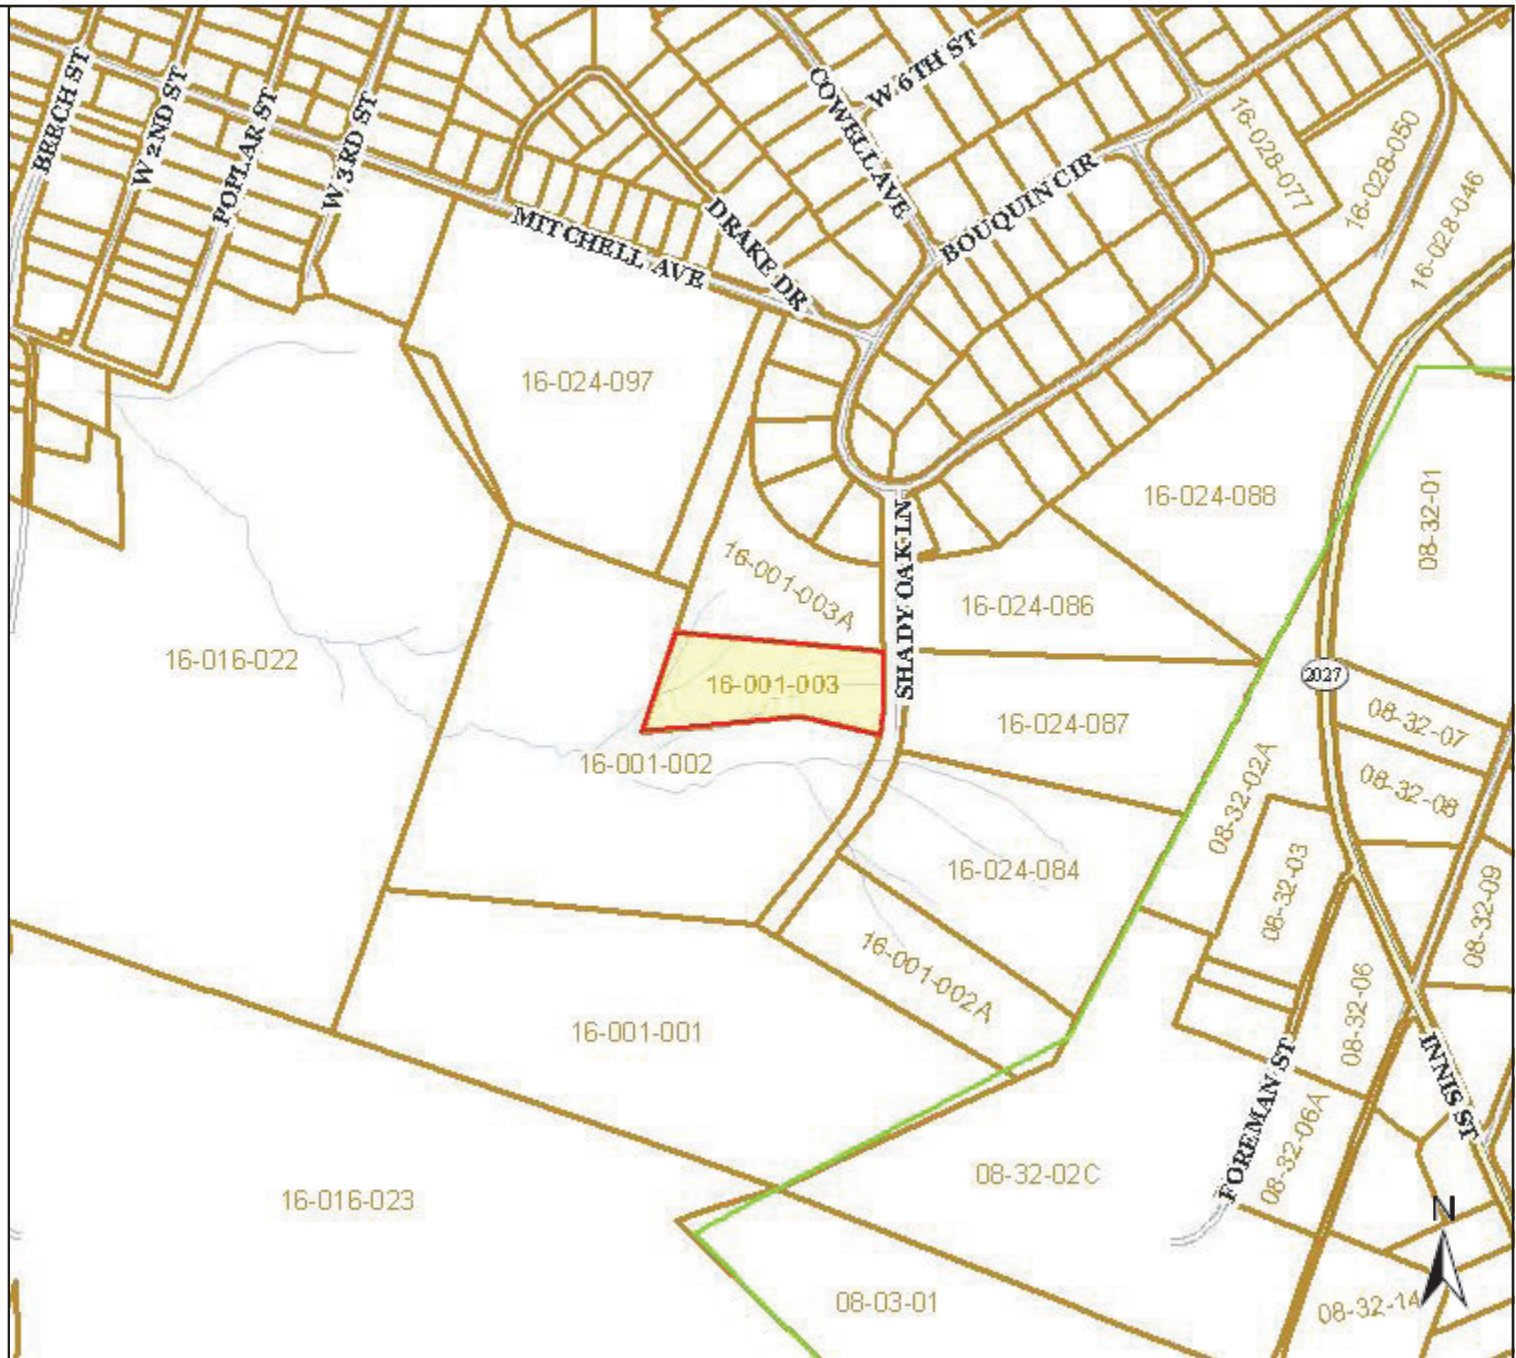 BEECH ST
W 2ND ST
POPLAR ST
W 3RD ST
MITCHELL AVE
DRAKE DR
COWELL AVE
W 6TH ST
BOUQUIN CIR
16-028-077
16-028-050
16-028-046
16-024-097
16-024-088
08-32-01
16-001-003A
SHADY OAK LN
16-024-086
16-016-022
16-001-003
2027
16-024-087
08-32-07
16-001-002
08-32-02A
08-32-08
16-024-084
08-32-03
08-32-09
16-001-002A
08-32-06
16-001-001
INNIS ST
FOREMAN ST
08-32-06A
08-32-02C
16-016-023
N
08-03-01
08-32-14